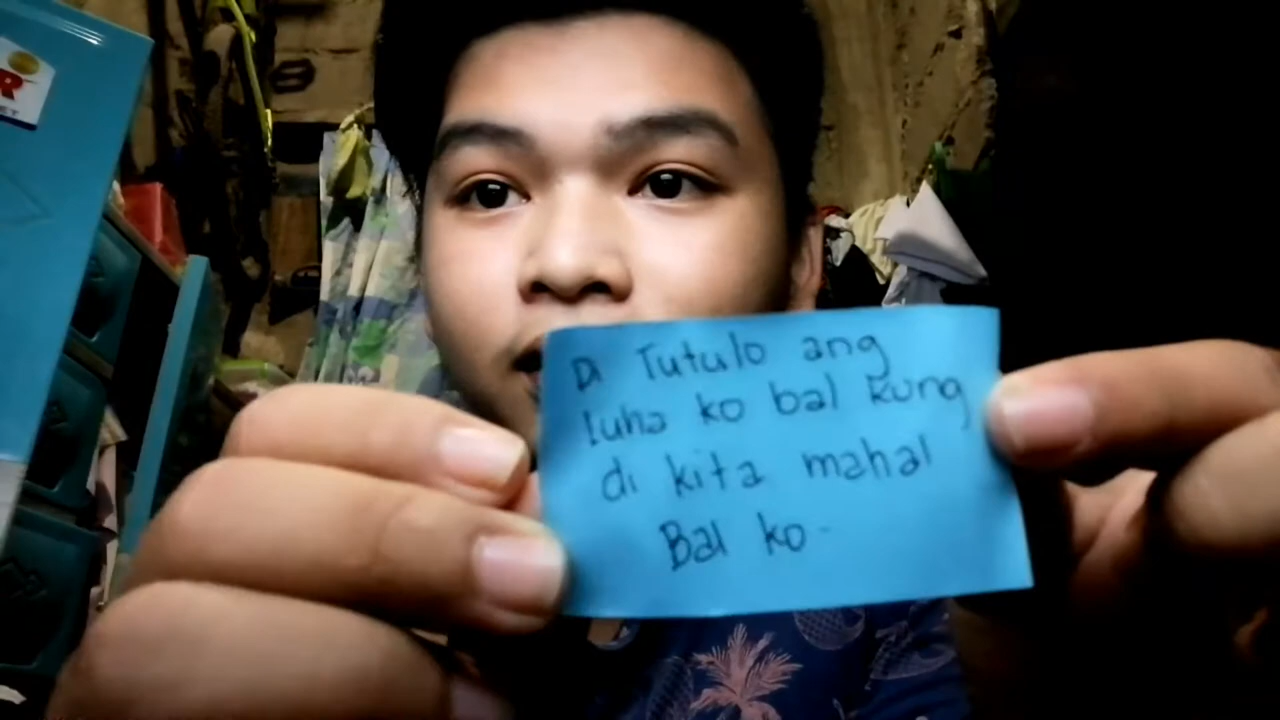 Di Tutulo ang
luha ko bal kung
di kita mahal
Bal ko-
R